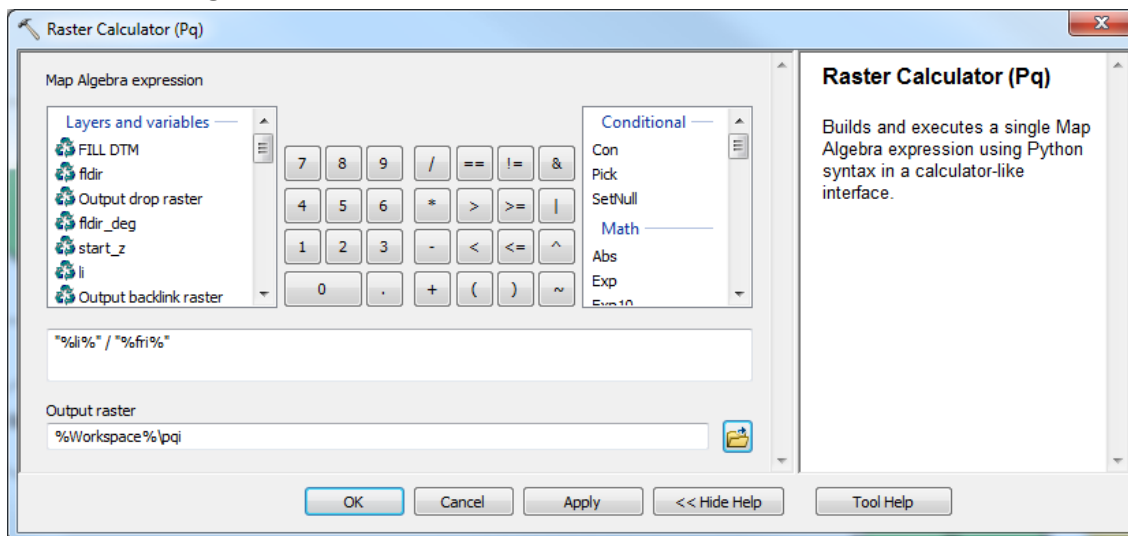 Raster Calculator (Pq)
X
Map Algebra expression
Layers and variables
FILL DTM
fldir
Output drop raster
fldir_deg
start_z
li
Output backlink raster
7 8 9 / == != &
4 5 6 * > >= |
1 2 3 - < <= ^
0 . + ( ) ~
Conditional
Con
Pick
SetNull
Math
Abs
Exp
Exp10
"%li%" / "%fri%"
Output raster
%Workspace%\pqi
OK Cancel Apply << Hide Help Tool Help
Raster Calculator (Pq)
Builds and executes a single Map
Algebra expression using Python
syntax in a calculator-like
interface.